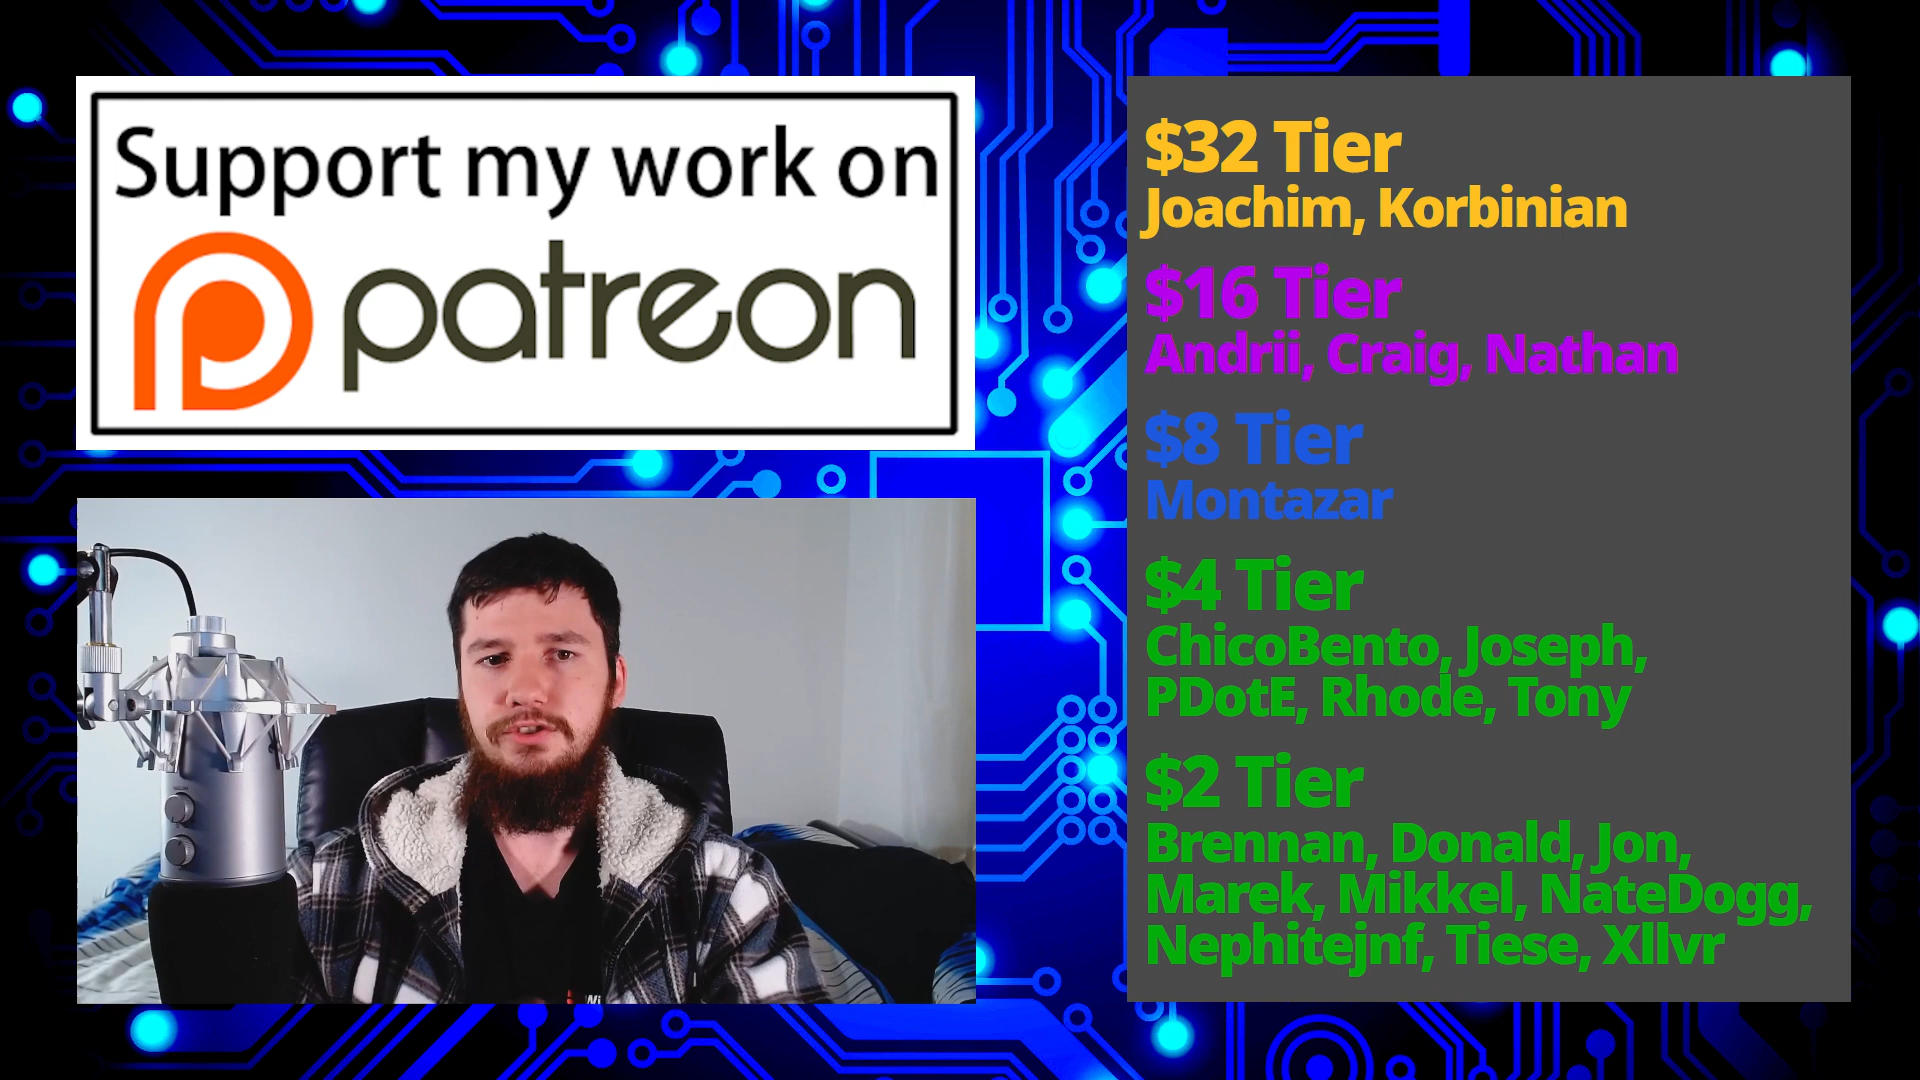 Support my work on
patreon
$32 Tier
Joachim, Korbinian
$16 Tier
Andrii, Craig, Nathan
$8 Tier
Montazar
$4 Tier
ChicoBento, Joseph,
PDotE, Rhode, Tony
$2 Tier
Brennan, Donald, Jon,
Marek, Mikkel, NateDogg,
Nephitejnf, Tiese, Xllvr